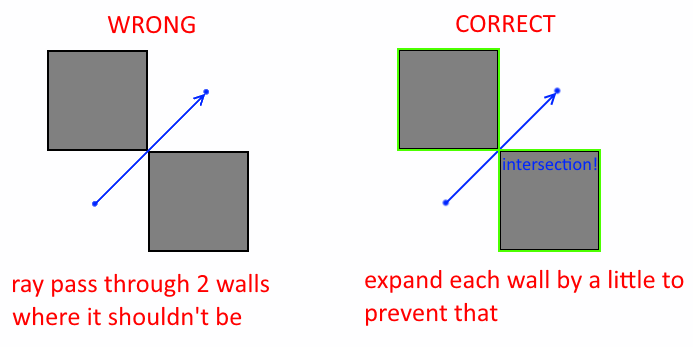 WRONG
CORRECT
intersection!
ray pass through 2 walls
where it shouldn't be
expand each wall by a little to
prevent that